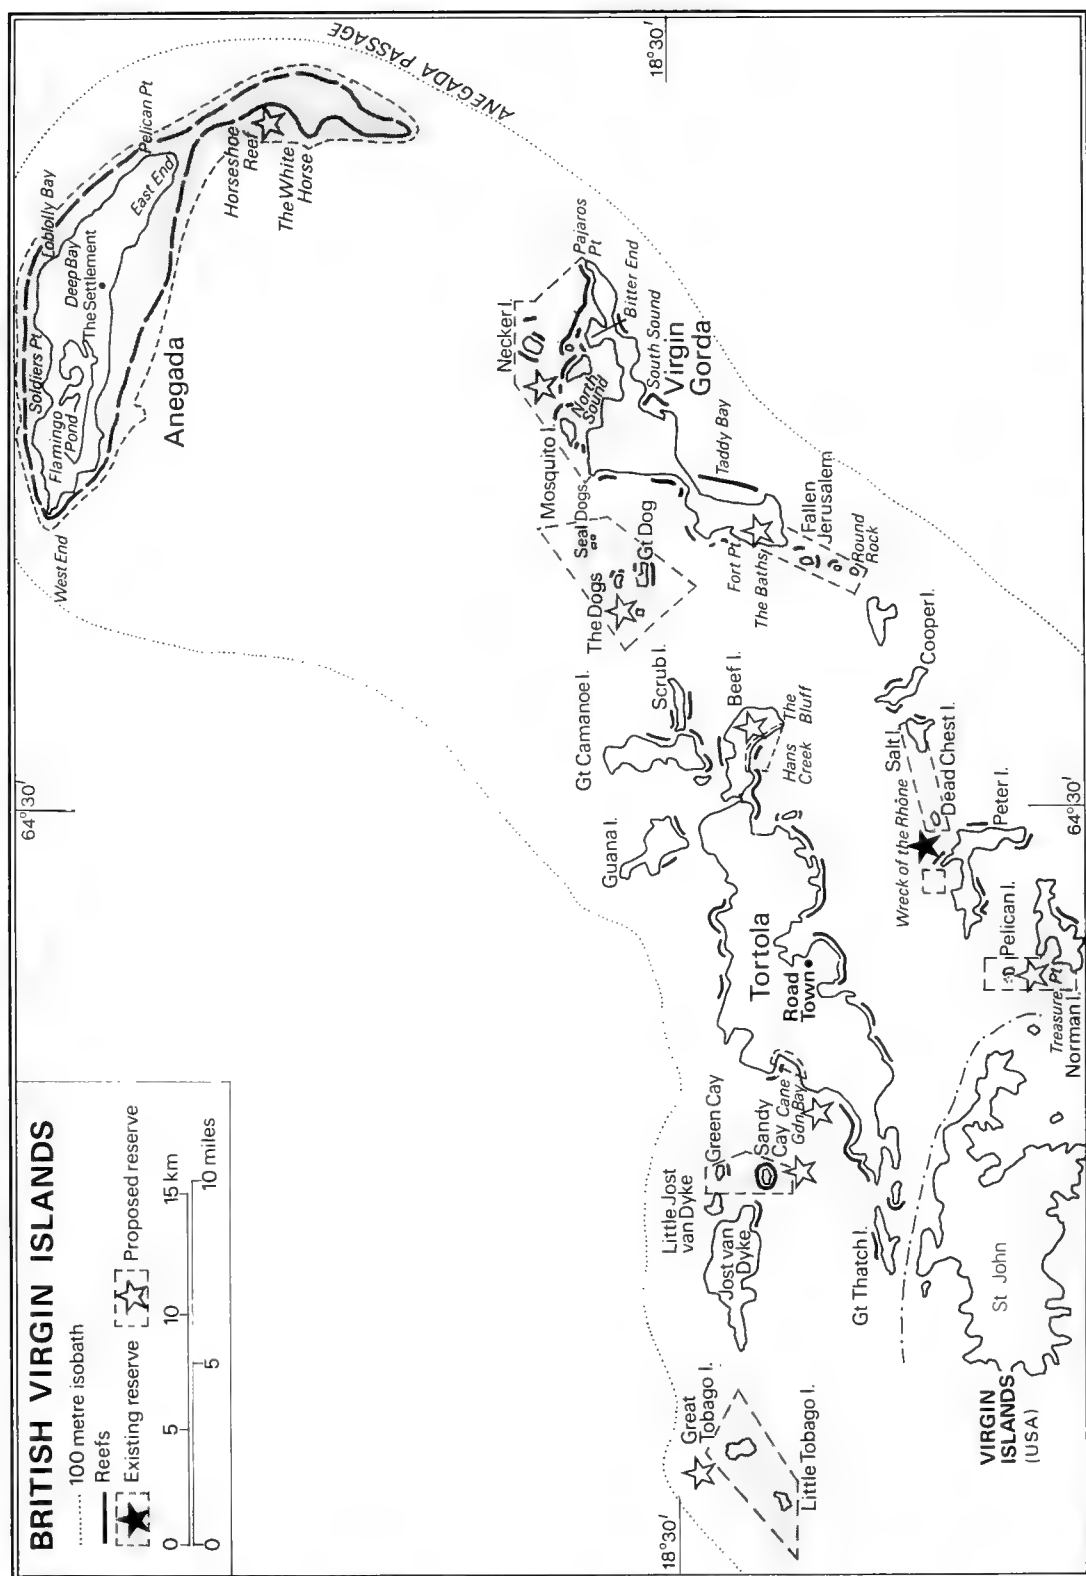 BRITISH VIRGIN ISLANDS
100 metre isobath
Reefs
Existing reserve
Proposed reserve
0 5 10 15 km
0 5 10 miles
64°30'
18°30'
ANEGADA PASSAGE
West End
Flamingo
Pond
Soldiers Pt
Deep Bay
The Settlement
Loblolly Bay
East End
Pelican Pt
Anegada
Horseshoe
Reef
The White
Horse
Great
Tobago I.
Little Tobago I.
Little Jost
van Dyke
Jost van
Dyke
Green Cay
Sandy
Cay
Cane
Gdn Bay
Guana I.
Gt Camanoe I.
Scrub I.
Beef I.
The
Bluff
Hans
Creek
Tortola
Road
Town
Gt Thatch I.
The Dogs
Seal Dogs
Gt Dog
Mosquito I.
Necker I.
North
Sound
Pajaros
Pt
Bitter End
South Sound
Virgin
Gorda
Taddy Bay
Fort Pt
The Baths
Fallen
Jerusalem
Round
Rock
Cooper I.
Salt I.
Wreck of the Rhône
Dead Chest I.
Peter I.
Pelican I.
Treasure Pt
Norman I.
St John
VIRGIN
ISLANDS
(USA)
18°30'
64°30'